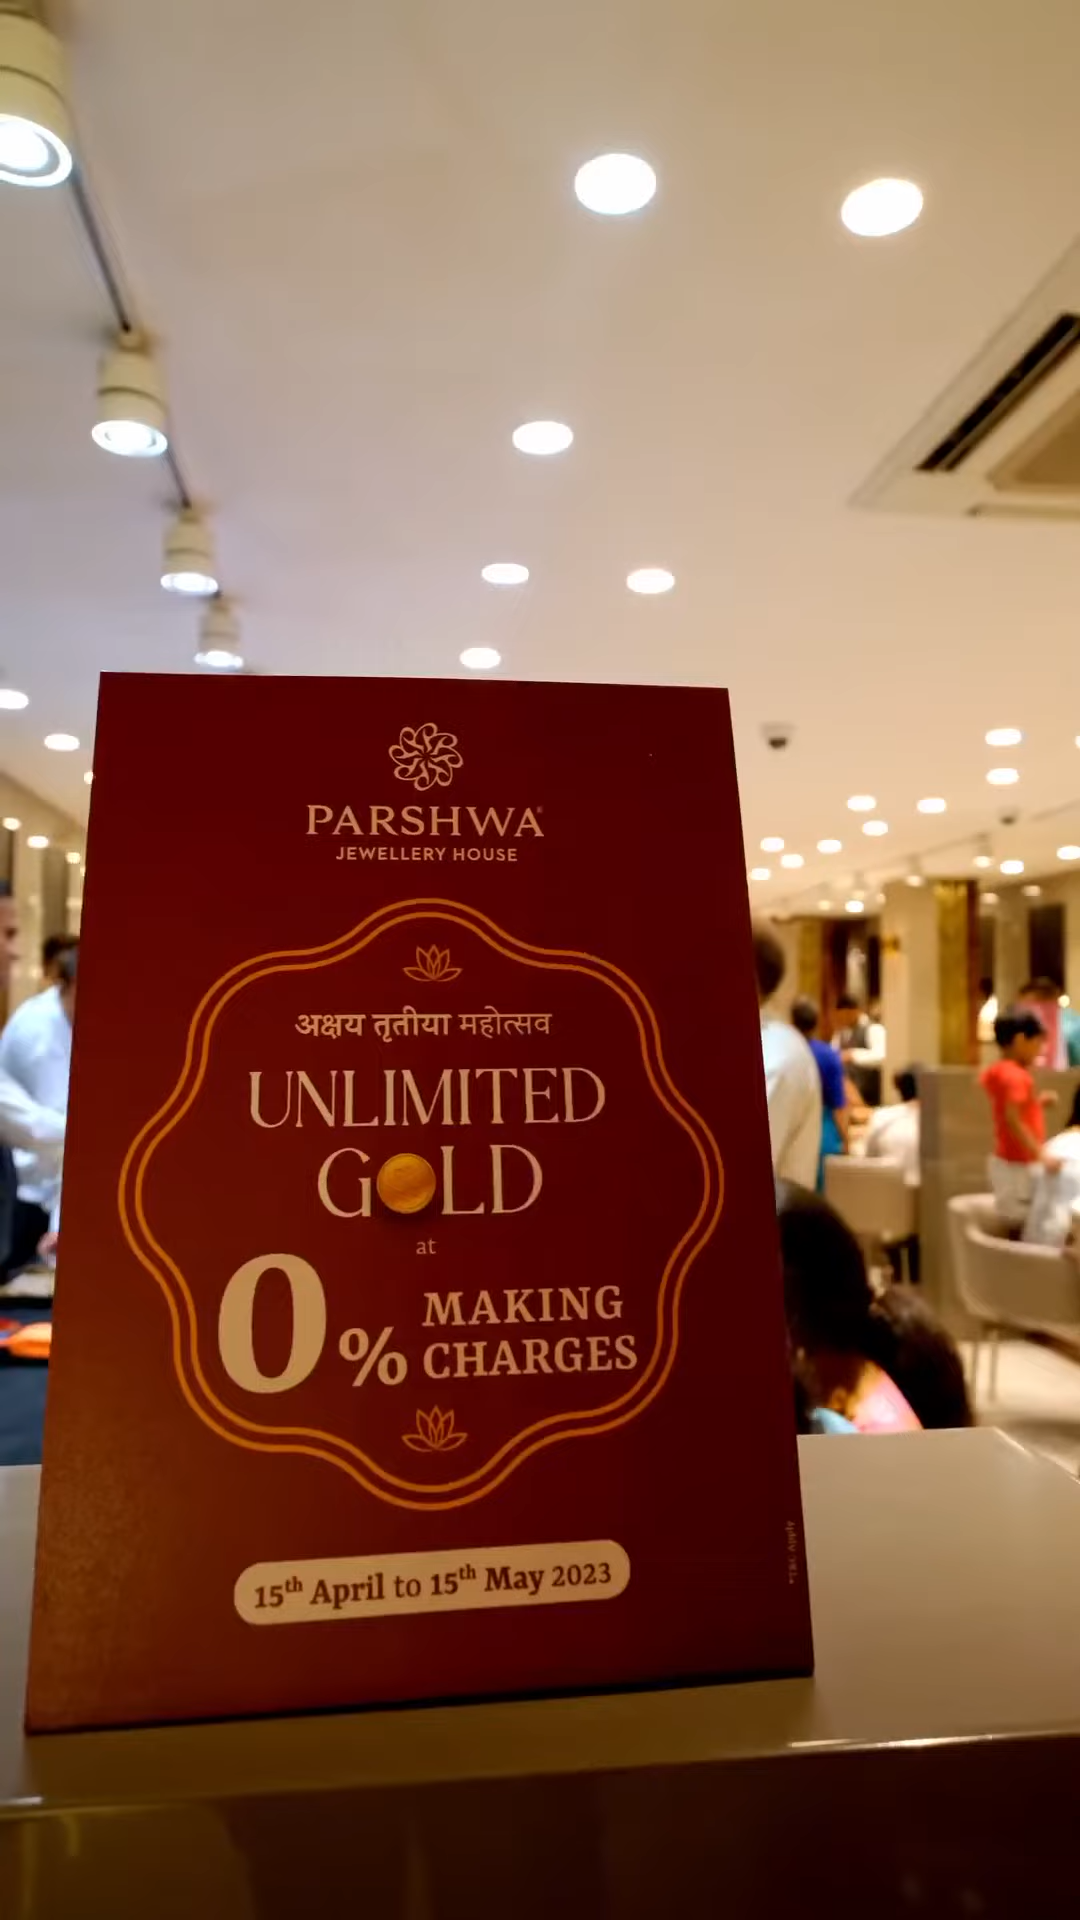 PARSHWA
JEWELLERY HOUSE
अक्षय तृतीया महोत्सव
UNLIMITED
GOLD
at
0% MAKING
CHARGES
15th April to 15th May 2023
*T&C Apply